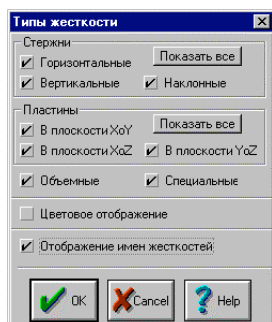 Типы жесткости
Стержни
Горизонтальные
Показать все
Вертикальные Наклонные
Пластины
В плоскости XoY
Показать все
В плоскости XoZ В плоскости YoZ
Объемные Специальные
Цветовое отображение
Отображение имен жесткостей
OK Cancel Help